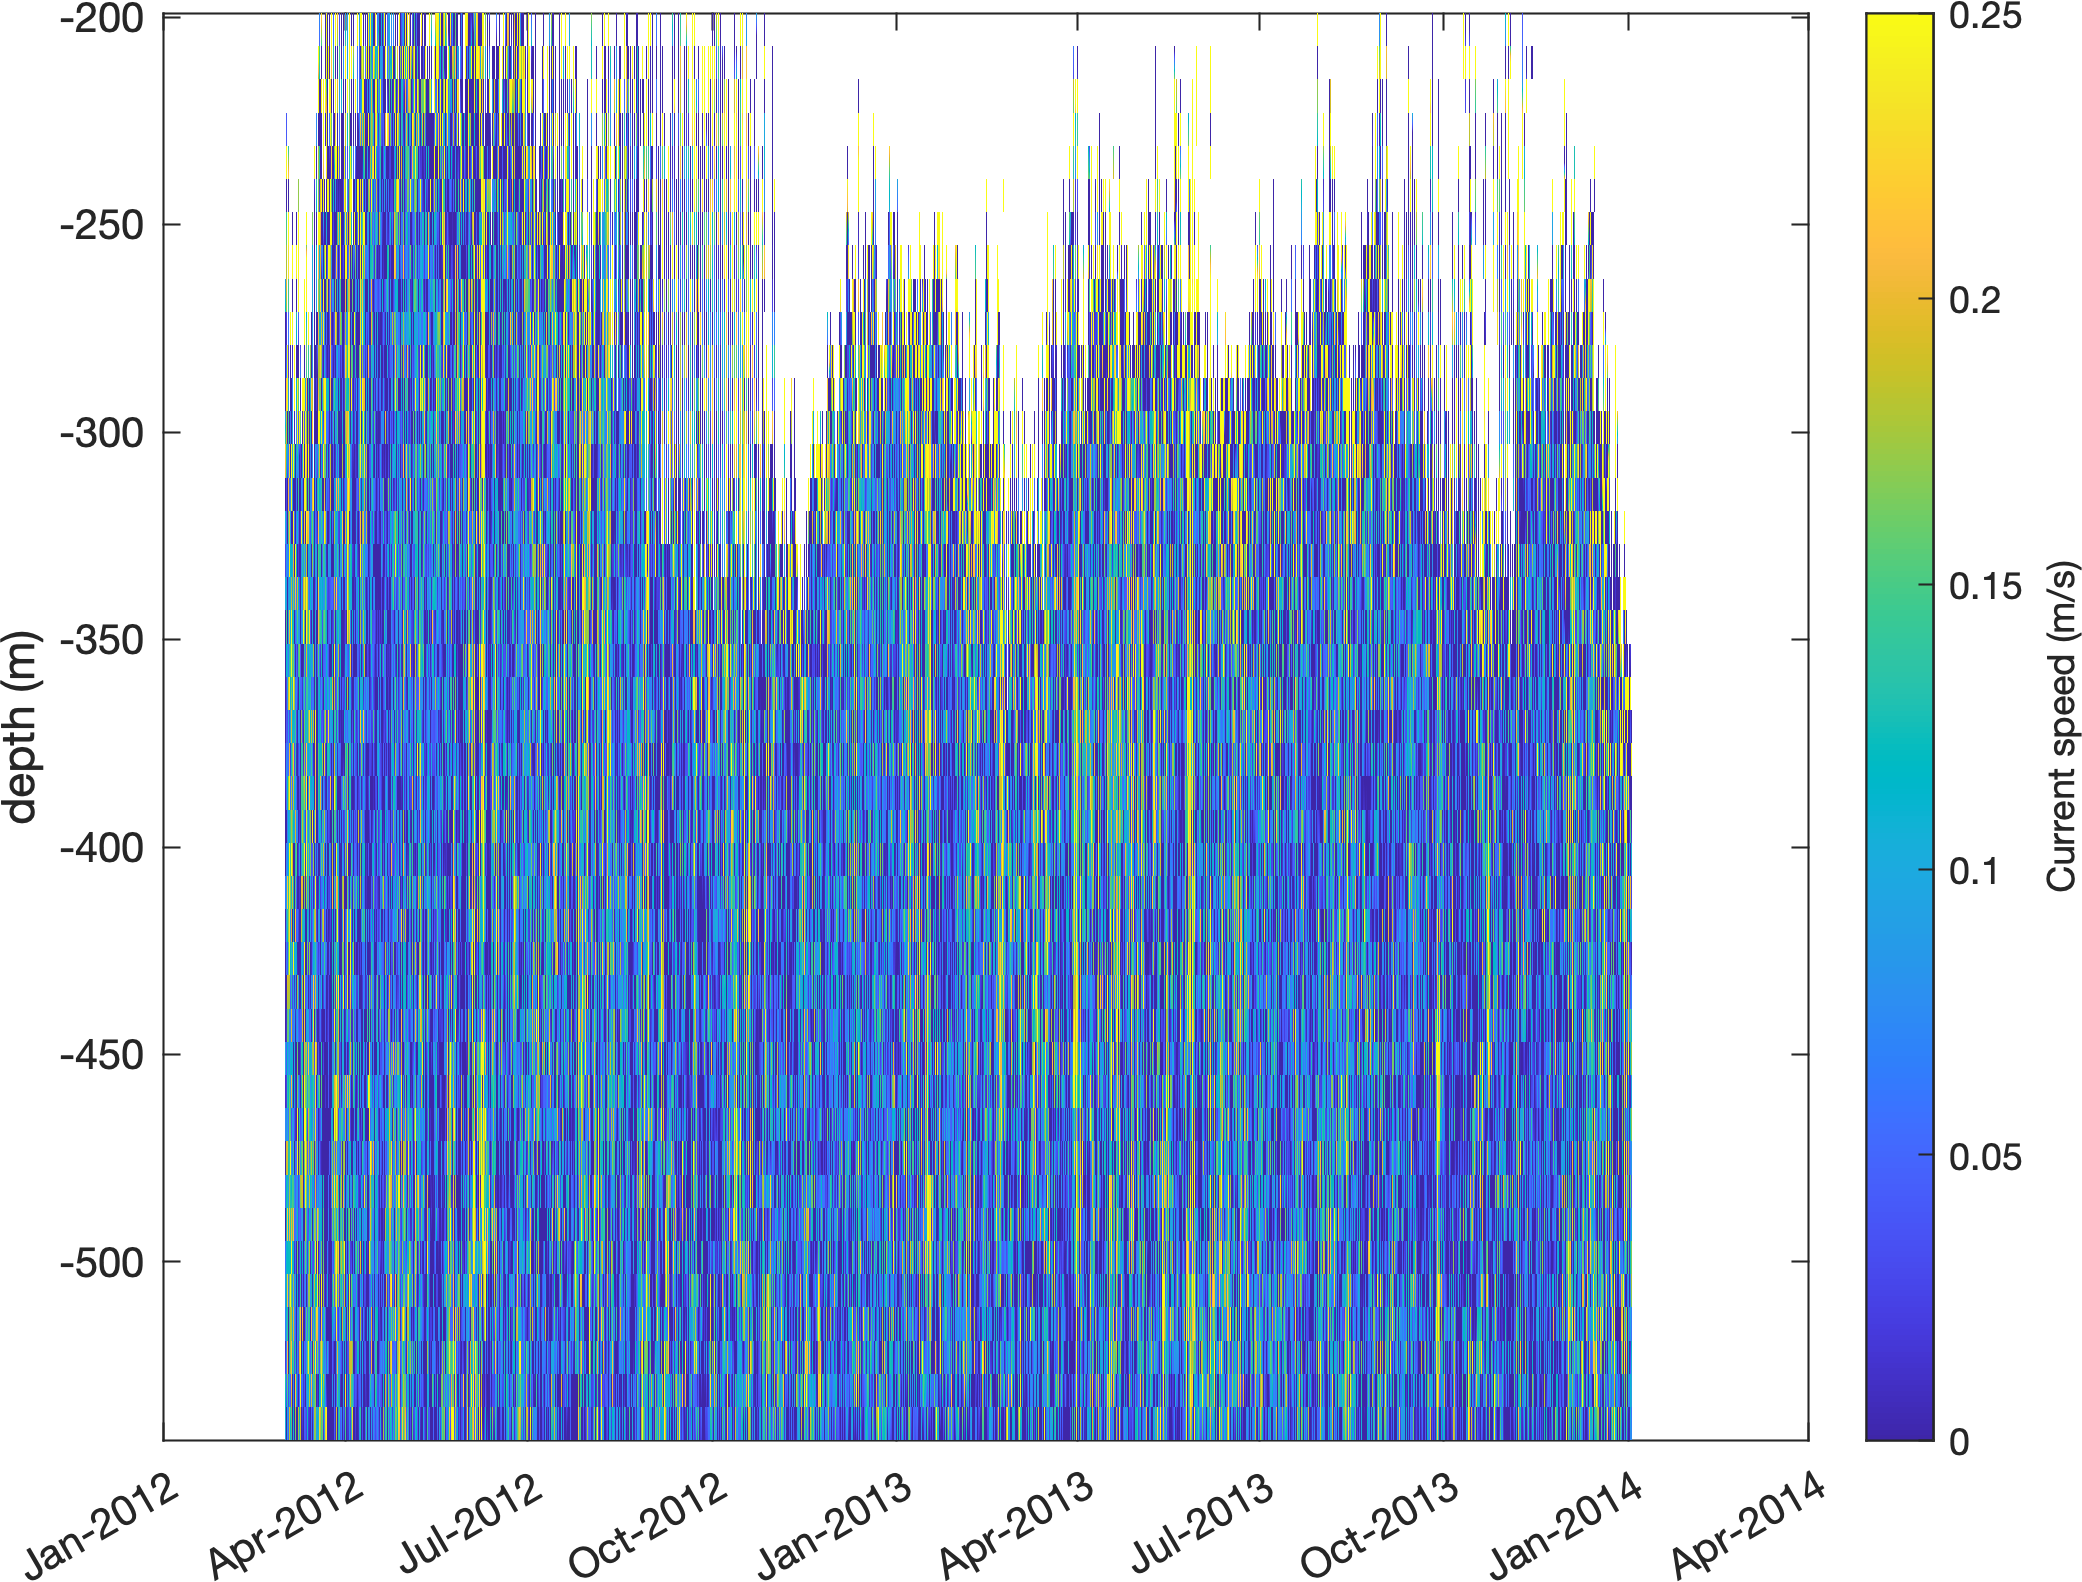 -200
-250
-300
-350
-400
-450
-500
depth (m)
Jan-2012
Apr-2012
Jul-2012
Oct-2012
Jan-2013
Apr-2013
Jul-2013
Oct-2013
Jan-2014
Apr-2014
0.25
0.2
0.15
0.1
0.05
0
Current speed (m/s)